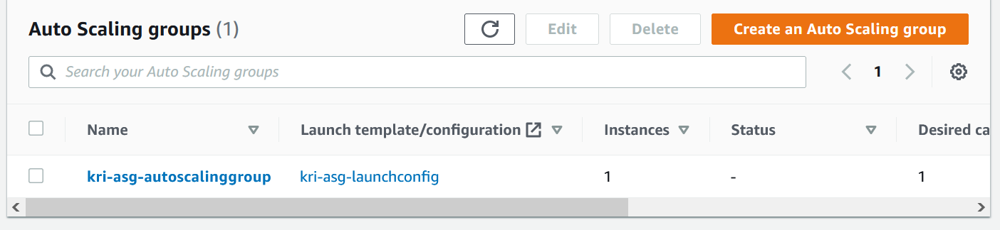 Auto Scaling groups (1)
Edit
Delete
Create an Auto Scaling group
Search your Auto Scaling groups
1
Name
Launch template/configuration
Instances
Status
Desired ca
kri-asg-autoscalinggroup
kri-asg-launchconfig
1
-
1